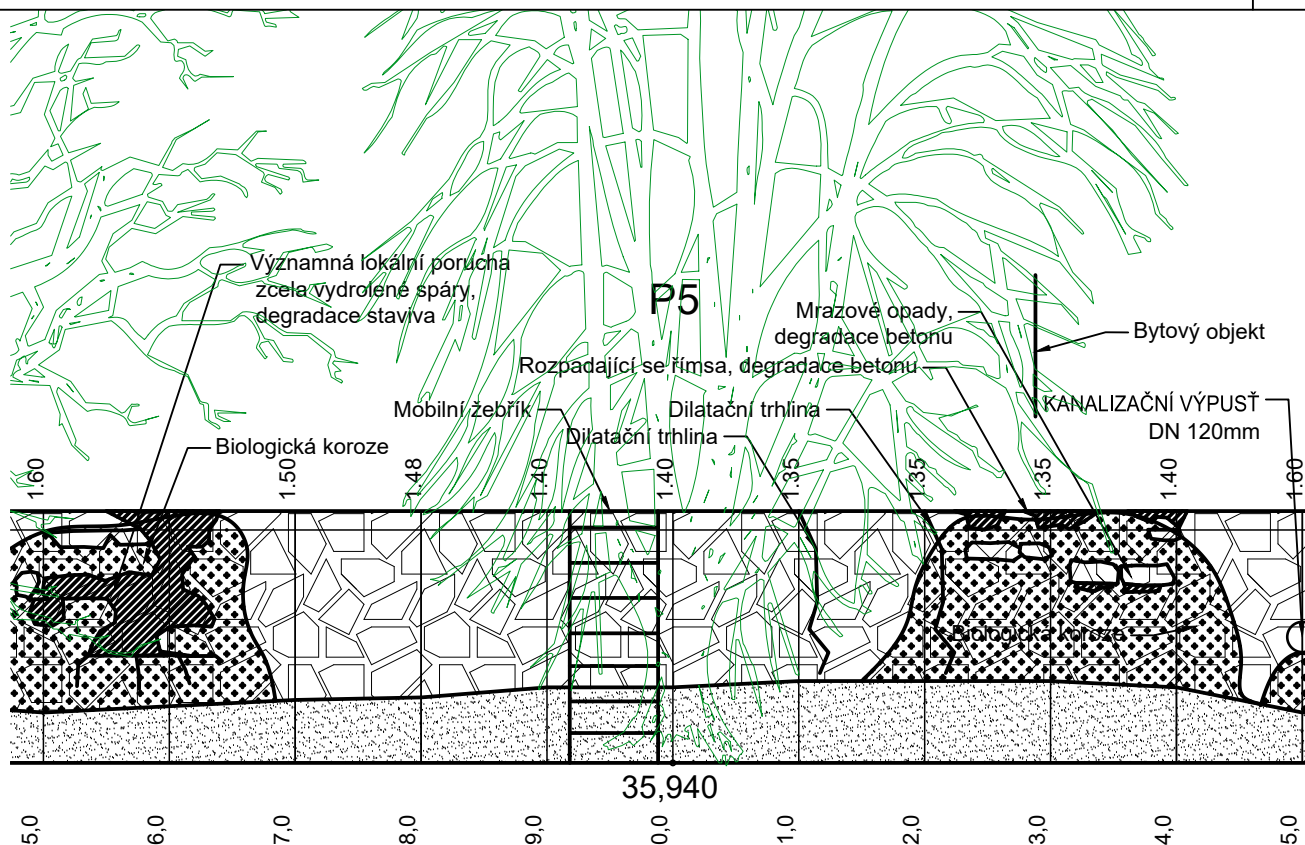 Významná lokální porucha
zcela vydrolené spáry,
degradace staviva
P5
Mrazové opady,
degradace betonu
Bytový objekt
Rozpadající se římsa, degradace betonu
Mobilní žebřík
Dilatační trhlina
KANALIZAČNÍ VÝPUSŤ
DN 120mm
Dilatační trhlina
Biologická koroze
1.60
1.50
1.48
1.40
1.40
1.35
1.35
1.35
1.40
1.60
Biologická koroze
35,940
5,0
6,0
7,0
8,0
9,0
0,0
1,0
2,0
3,0
4,0
5,0